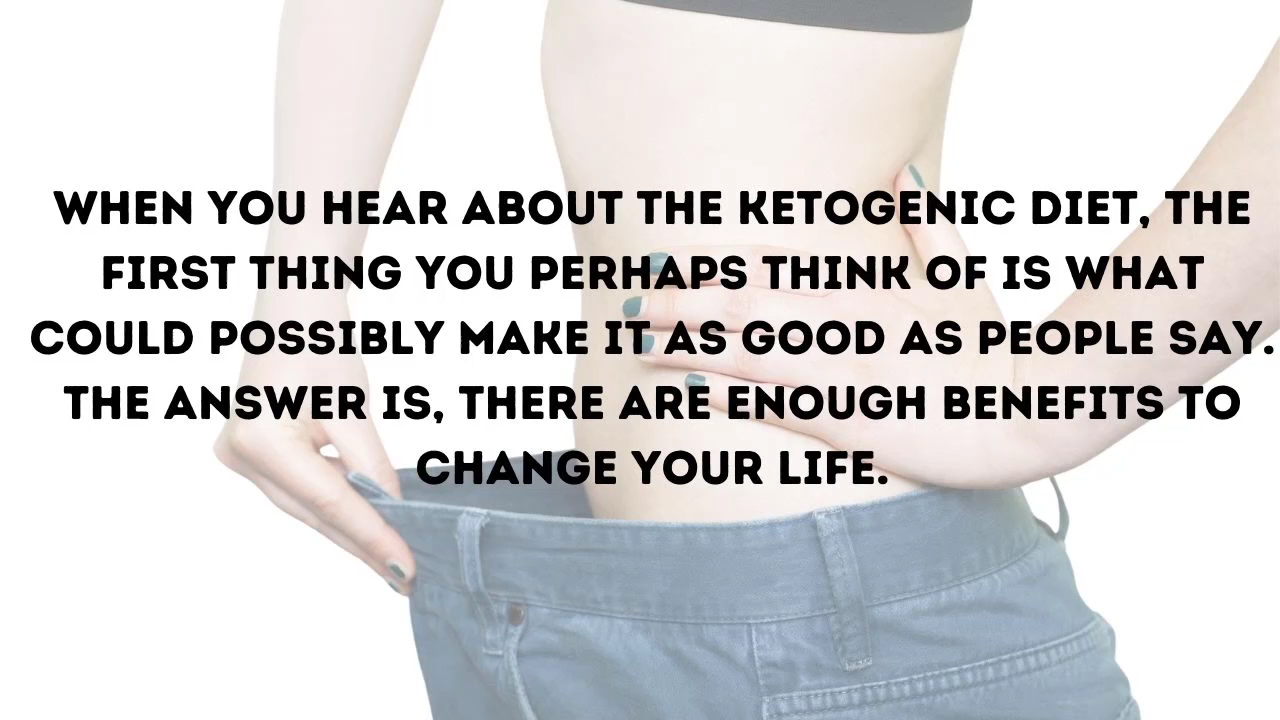 WHEN YOU HEAR ABOUT THE KETOGENIC DIET, THE
FIRST THING YOU PERHAPS THINK OF IS WHAT
COULD POSSIBLY MAKE IT AS GOOD AS PEOPLE SAY.
THE ANSWER IS, THERE ARE ENOUGH BENEFITS TO
CHANGE YOUR LIFE.